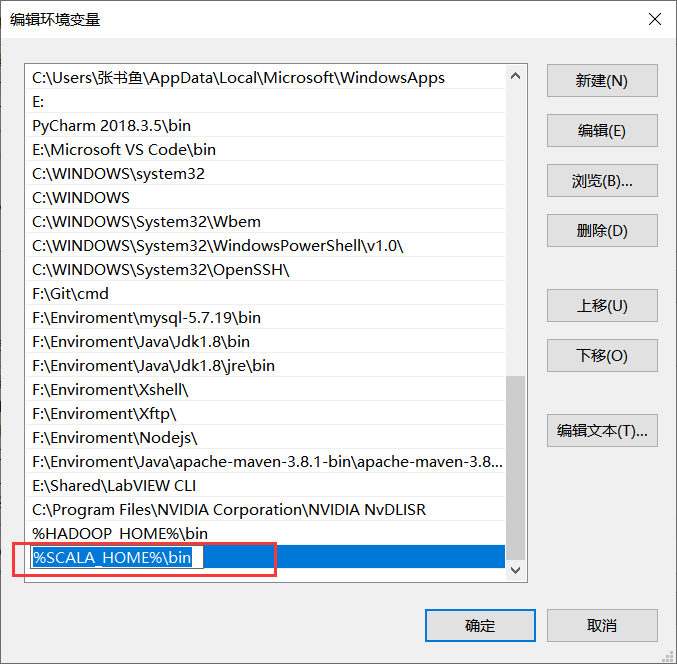 编辑环境变量
C:\Users\张书鱼\AppData\Local\Microsoft\WindowsApps
E:
PyCharm 2018.3.5\bin
E:\Microsoft VS Code\bin
C:\WINDOWS\system32
C:\WINDOWS
C:\WINDOWS\System32\Wbem
C:\WINDOWS\System32\WindowsPowerShell\v1.0\
C:\WINDOWS\System32\OpenSSH\
F:\Git\cmd
F:\Enviroment\mysql-5.7.19\bin
F:\Enviroment\Java\Jdk1.8\bin
F:\Enviroment\Java\Jdk1.8\jre\bin
F:\Enviroment\Xshell\
F:\Enviroment\Xftp\
F:\Enviroment\Nodejs\
F:\Enviroment\Java\apache-maven-3.8.1-bin\apache-maven-3.8...
E:\Shared\LabVIEW CLI
C:\Program Files\NVIDIA Corporation\NVIDIA NvDLISR
%HADOOP_HOME%\bin
%SCALA_HOME%\bin
新建(N)
编辑(E)
浏览(B)...
删除(D)
上移(U)
下移(O)
编辑文本(T)...
确定
取消